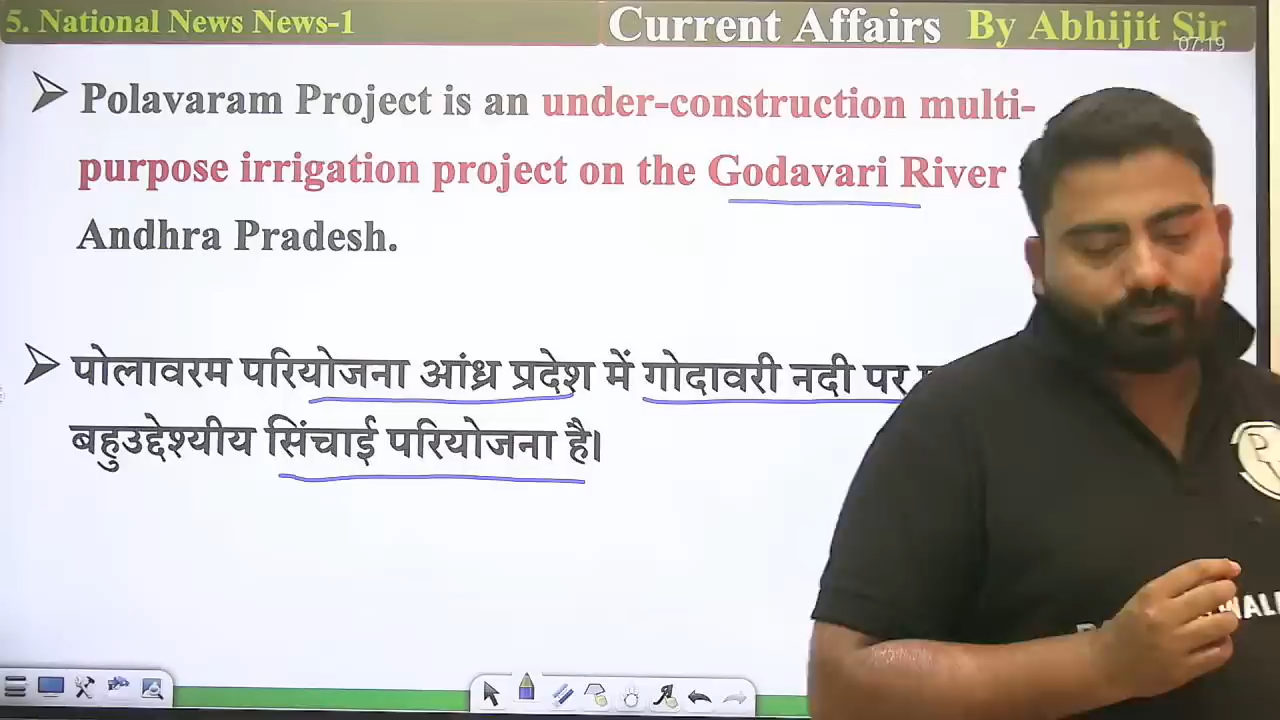 5. National News News-1
Current Affairs By Abhijit Sir
07:19
Polavaram Project is an under-construction multi-
purpose irrigation project on the Godavari River
Andhra Pradesh.
पोलावरम परियोजना आंध्र प्रदेश में गोदावरी नदी पर
बहुउद्देश्यीय सिंचाई परियोजना है।